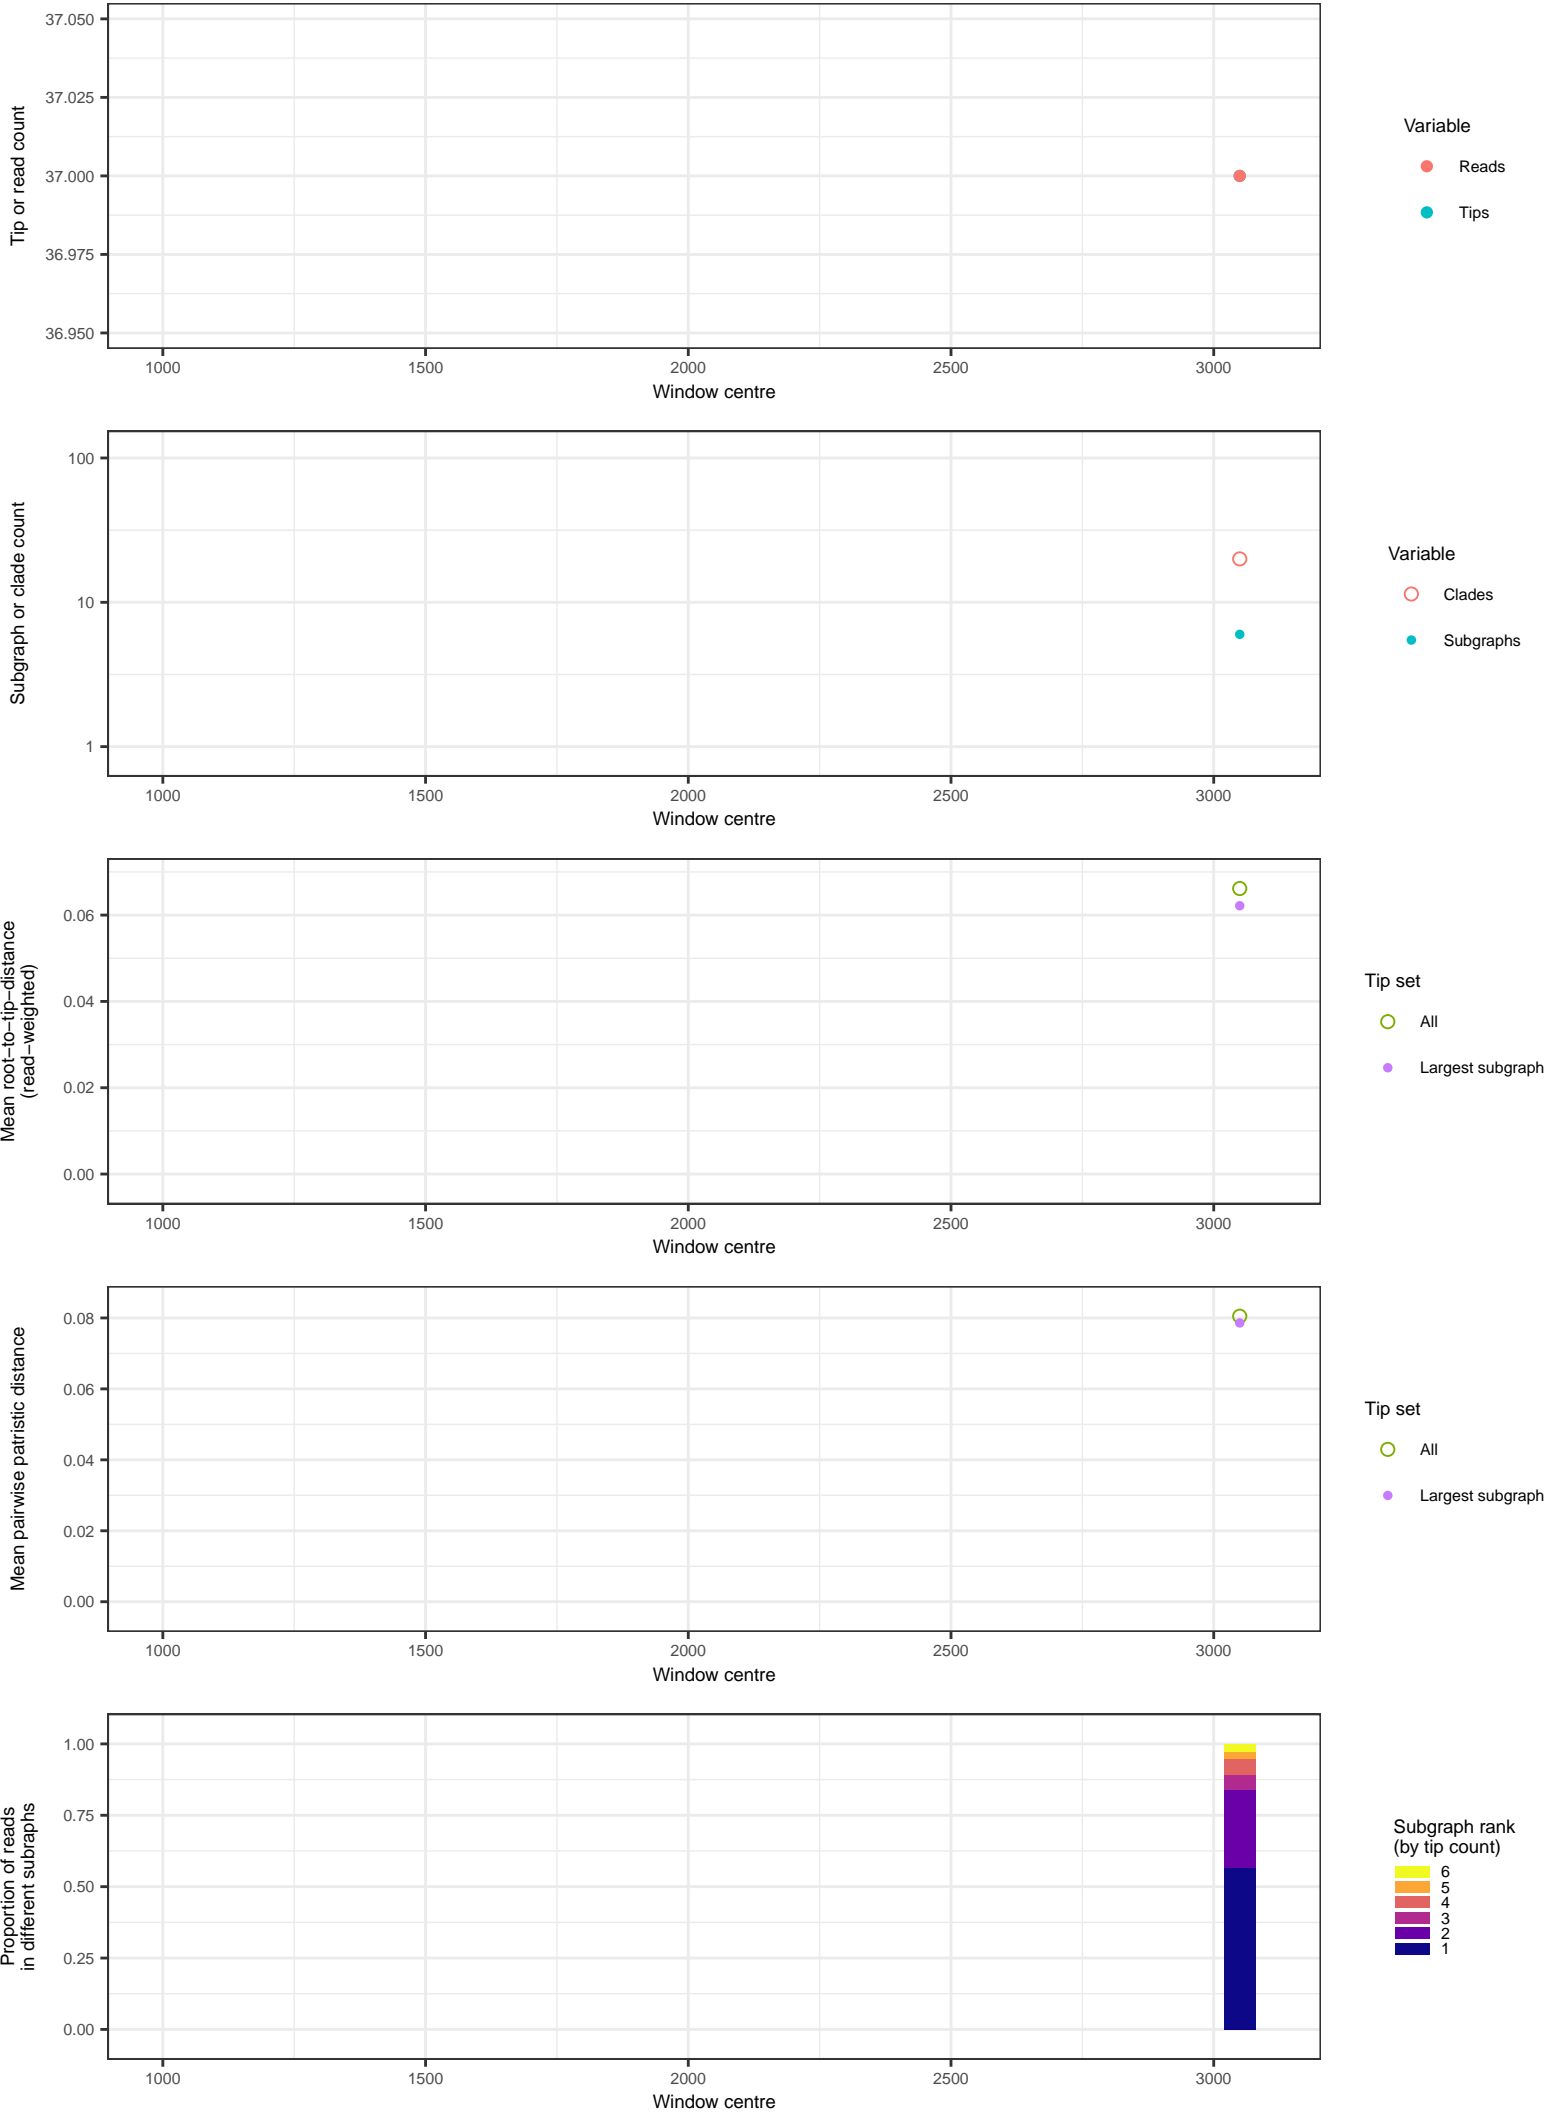 37.050
37.025
37.000
36.975
36.950
Tip or read count
1000 1500 2000 2500 3000
Window centre
Variable
Reads
Tips
100
10
1
Subgraph or clade count
1000 1500 2000 2500 3000
Window centre
Variable
Clades
Subgraphs
0.06
0.04
0.02
0.00
Mean root−to−tip−distance
(read−weighted)
1000 1500 2000 2500 3000
Window centre
Tip set
All
Largest subgraph
0.08
0.06
0.04
0.02
0.00
Mean pairwise patristic distance
1000 1500 2000 2500 3000
Window centre
Tip set
All
Largest subgraph
1.00
0.75
0.50
0.25
0.00
Proportion of reads
in different subraphs
1000 1500 2000 2500 3000
Window centre
Subgraph rank
(by tip count)
6
5
4
3
2
1